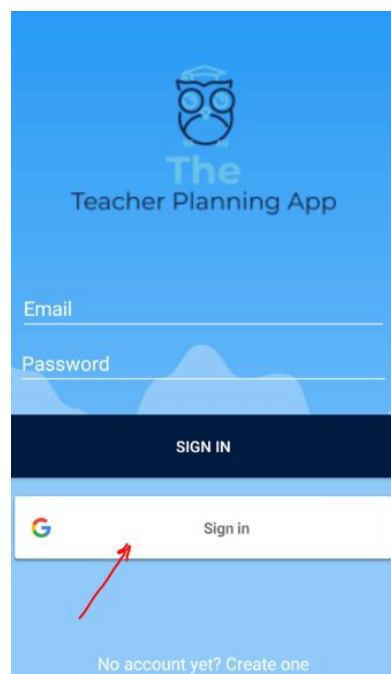 The
Teacher Planning App
Email
Password
SIGN IN
Sign in
No account yet? Create one